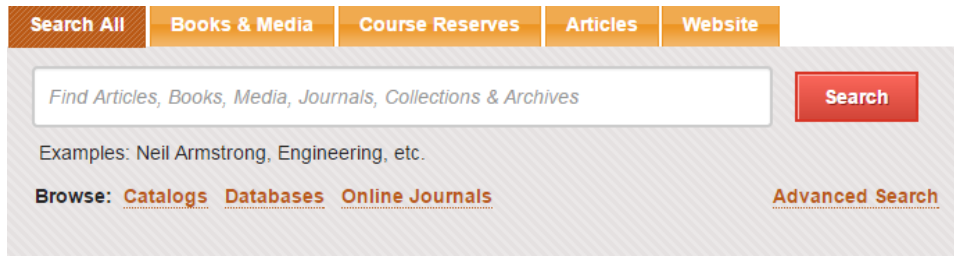 Search All Books & Media Course Reserves Articles Website
Find Articles, Books, Media, Journals, Collections & Archives Search
Examples: Neil Armstrong, Engineering, etc.
Browse: Catalogs Databases Online Journals Advanced Search